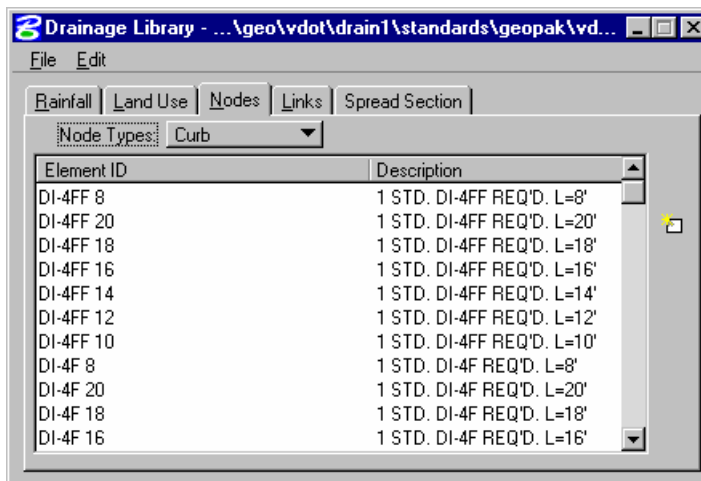 Drainage Library - ...\geo\vdot\drain1\standards\geopak\vd...
File Edit
Rainfall Land Use Nodes Links Spread Section
Node Types: Curb
Element ID Description
DI-4FF 8 1 STD. DI-4FF REQ'D. L=8'
DI-4FF 20 1 STD. DI-4FF REQ'D. L=20'
DI-4FF 18 1 STD. DI-4FF REQ'D. L=18'
DI-4FF 16 1 STD. DI-4FF REQ'D. L=16'
DI-4FF 14 1 STD. DI-4FF REQ'D. L=14'
DI-4FF 12 1 STD. DI-4FF REQ'D. L=12'
DI-4FF 10 1 STD. DI-4FF REQ'D. L=10'
DI-4F 8 1 STD. DI-4F REQ'D. L=8'
DI-4F 20 1 STD. DI-4F REQ'D. L=20'
DI-4F 18 1 STD. DI-4F REQ'D. L=18'
DI-4F 16 1 STD. DI-4F REQ'D. L=16'